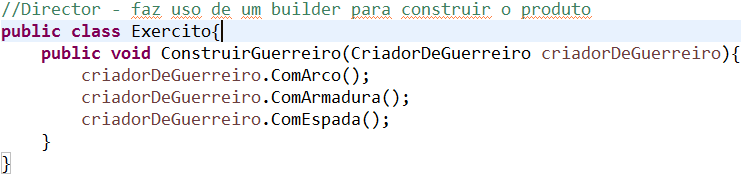 //Director - faz uso de um builder para construir o produto
public class Exercito{
    public void ConstruirGuerreiro(CriadorDeGuerreiro criadorDeGuerreiro){
        criadorDeGuerreiro.ComArco();
        criadorDeGuerreiro.ComArmadura();
        criadorDeGuerreiro.ComEspada();
    }
}